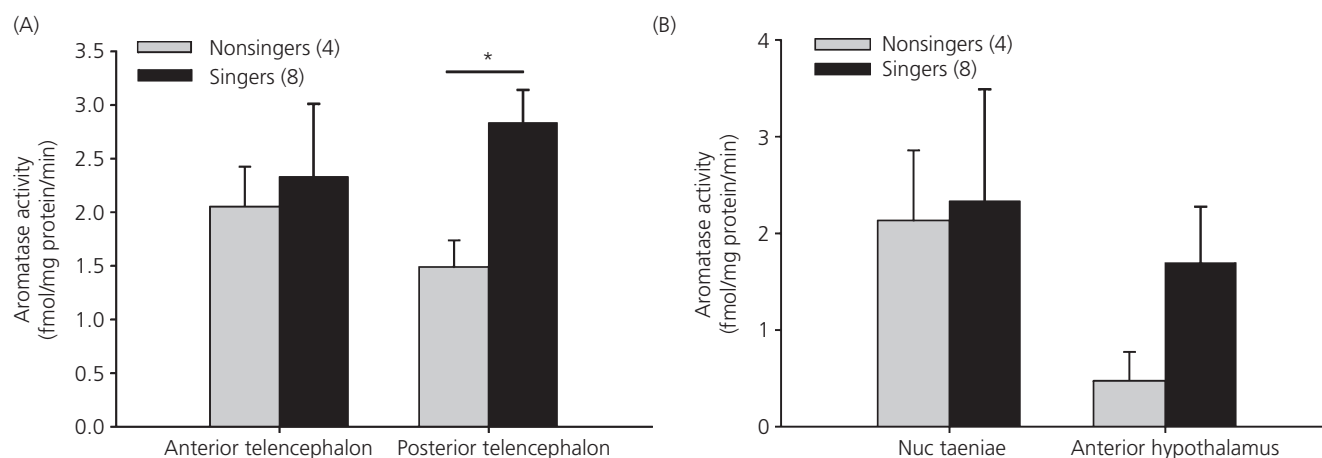 (A)
Nonsingers (4)
Singers (8)
Aromatase activity
(fmol/mg protein/min)
3.5
3.0
2.5
2.0
1.5
1.0
0.5
0.0
*
Anterior telencephalon
Posterior telencephalon
(B)
Nonsingers (4)
Singers (8)
Aromatase activity
(fmol/mg protein/min)
4
3
2
1
0
Nuc taeniae
Anterior hypothalamus